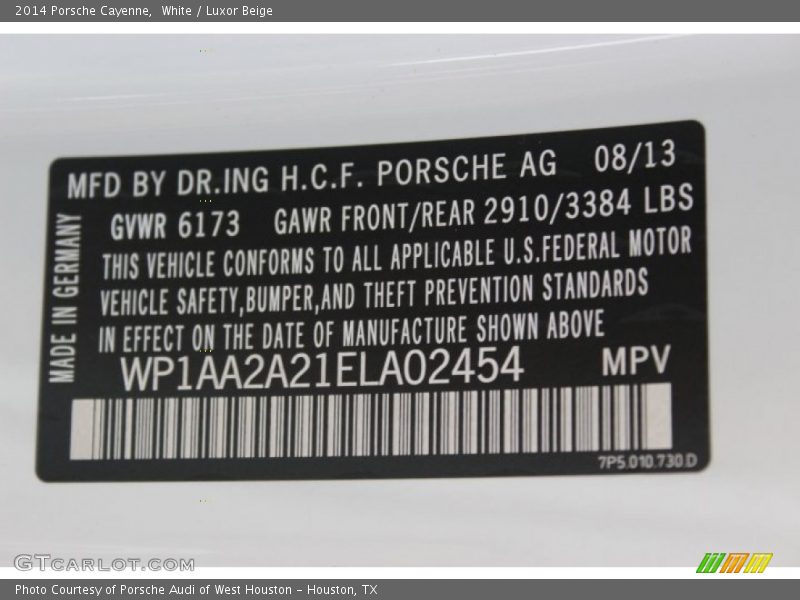 2014 Porsche Cayenne,  White / Luxor Beige
MFD BY DR.ING H.C.F. PORSCHE AG 08/13
GVWR 6173 GAWR FRONT/REAR 2910/3384 LBS
THIS VEHICLE CONFORMS TO ALL APPLICABLE U.S.FEDERAL MOTOR
VEHICLE SAFETY,BUMPER,AND THEFT PREVENTION STANDARDS
IN EFFECT ON THE DATE OF MANUFACTURE SHOWN ABOVE
WP1AA2A21ELA02454 MPV
MADE IN GERMANY
7P5.010.730.D
GTCARLOT.COM
Photo Courtesy of Porsche Audi of West Houston - Houston, TX